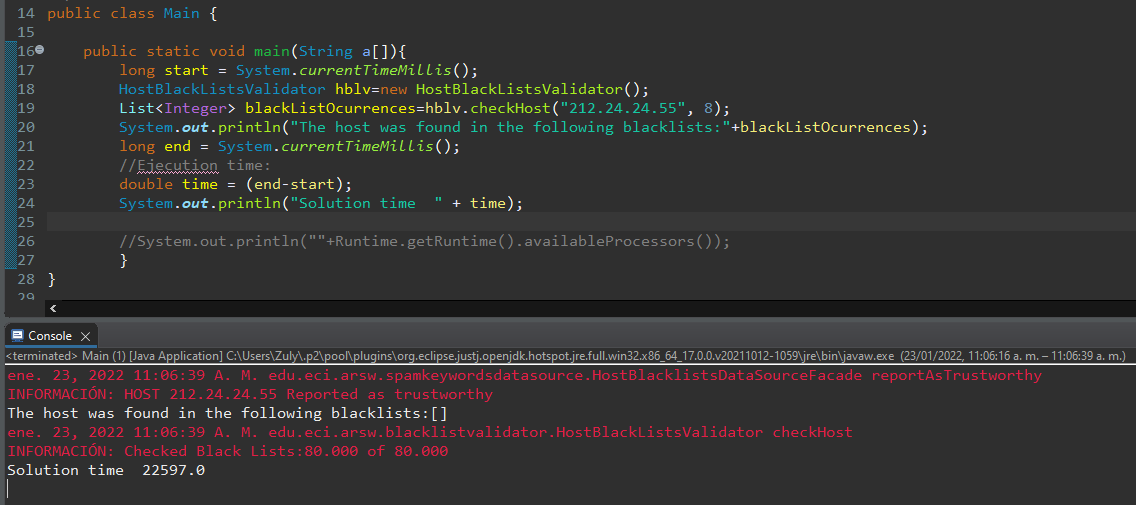 14 public class Main {
15
16 public static void main(String a[]){
17 long start = System.currentTimeMillis();
18 HostBlackListsValidator hblv=new HostBlackListsValidator();
19 List<Integer> blackListOcurrences=hblv.checkHost("212.24.24.55", 8);
20 System.out.println("The host was found in the following blacklists:"+blackListOcurrences);
21 long end = System.currentTimeMillis();
22 //Ejecution time:
23 double time = (end-start);
24 System.out.println("Solution time  " + time);
25
26 //System.out.println(""+Runtime.getRuntime().availableProcessors());
27 }
28 }
29
Console
<terminated> Main (1) [Java Application] C:\Users\Zuly\.p2\pool\plugins\org.eclipse.justj.openjdk.hotspot.jre.full.win32.x86_64_17.0.0.v20211012-1059\jre\bin\javaw.exe (23/01/2022, 11:06:16 a. m. – 11:06:39 a. m.)
ene. 23, 2022 11:06:39 A. M. edu.eci.arsw.spamkeywordsdatasource.HostBlacklistsDataSourceFacade reportAsTrustworthy
INFORMACIÓN: HOST 212.24.24.55 Reported as trustworthy
The host was found in the following blacklists:[]
ene. 23, 2022 11:06:39 A. M. edu.eci.arsw.blacklistvalidator.HostBlackListsValidator checkHost
INFORMACIÓN: Checked Black Lists:80.000 of 80.000
Solution time  22597.0